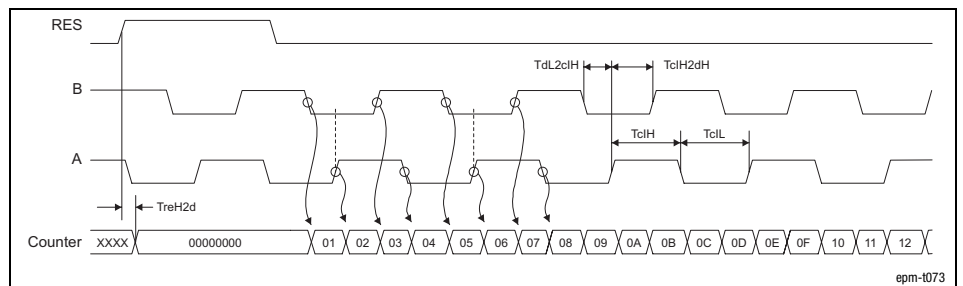 RES
TdL2clH TclH2dH
B
TclH TclL
A
TreH2d
Counter XXXX 00000000 01 02 03 04 05 06 07 08 09 0A 0B 0C 0D 0E 0F 10 11 12
epm-t073